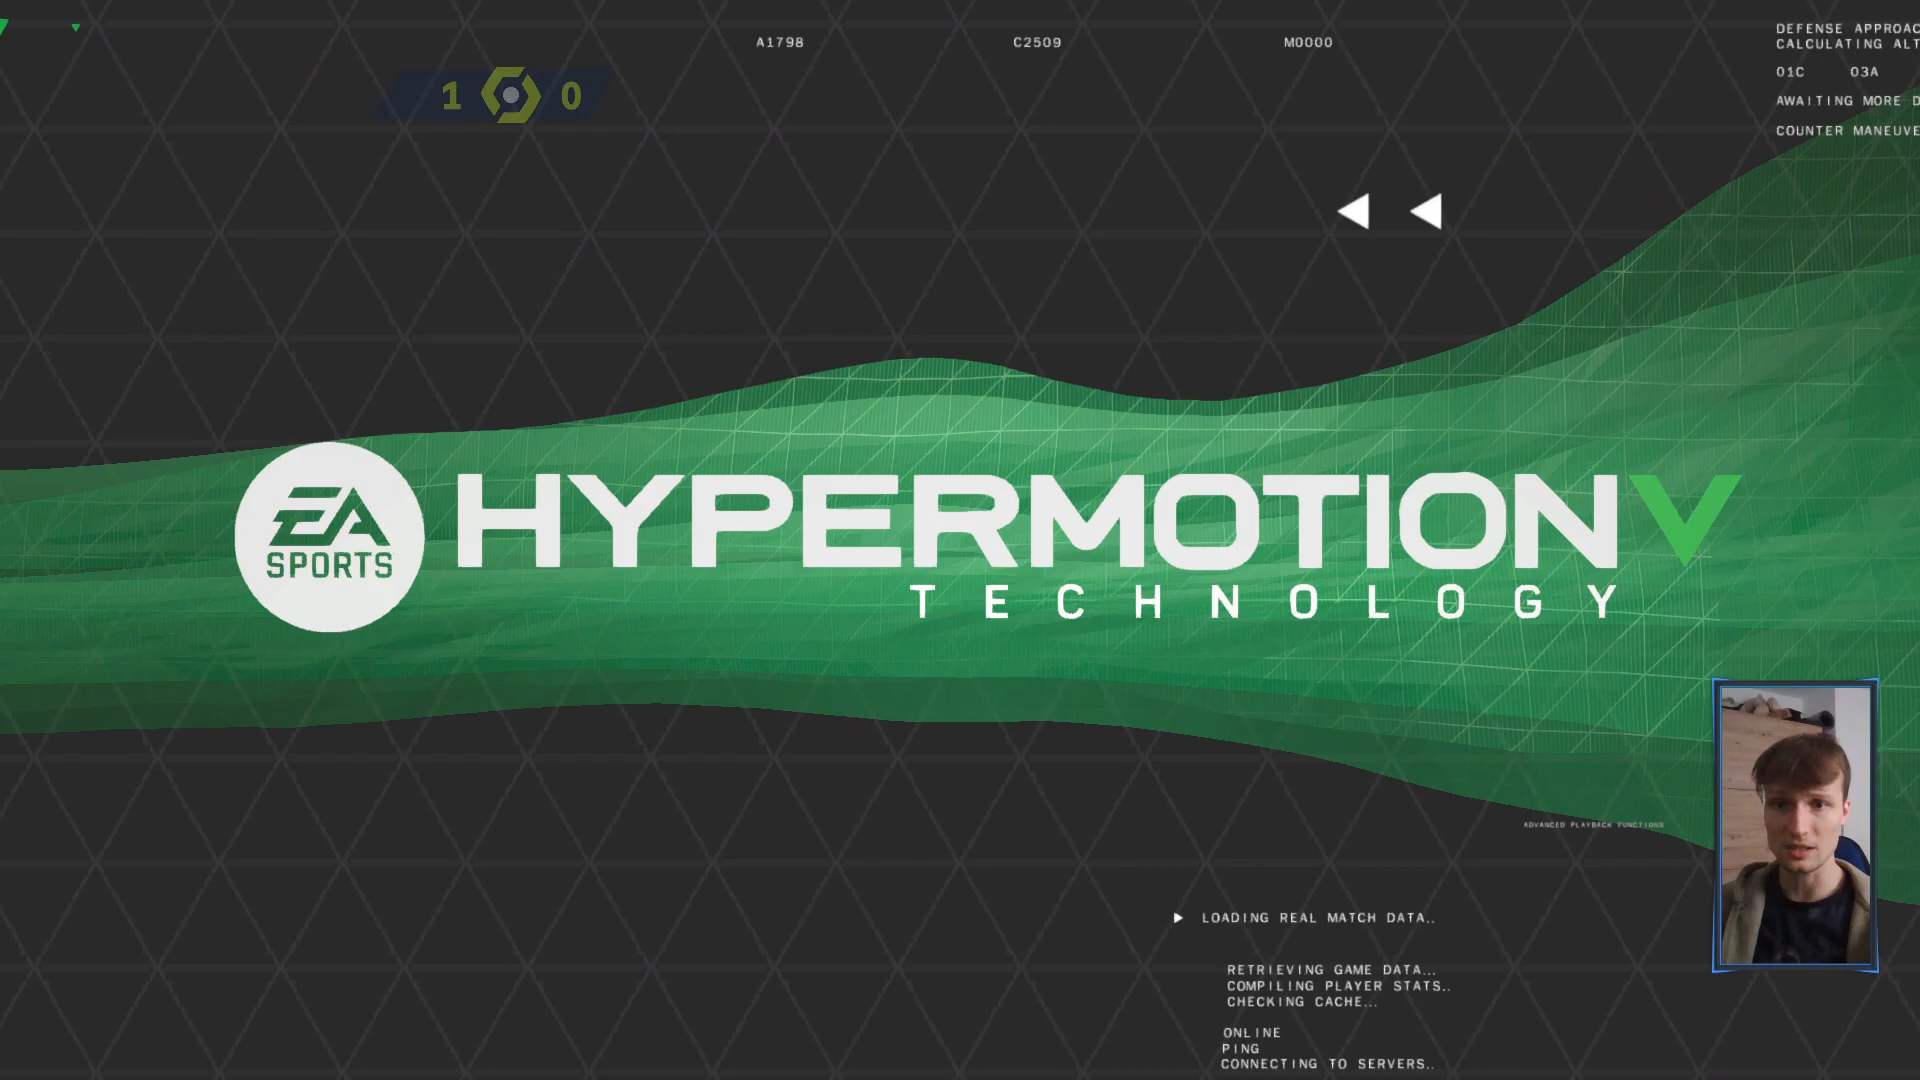 A1798 C2509 M0000
DEFENSE APPROAC
CALCULATING ALT
01C 03A
AWAITING MORE D
COUNTER MANEUVE
1 0
EA SPORTS HYPERMOTIONV
TECHNOLOGY
ADVANCED PLAYBACK FUNCTIONS
LOADING REAL MATCH DATA..
RETRIEVING GAME DATA...
COMPILING PLAYER STATS..
CHECKING CACHE...
ONLINE
PING
CONNECTING TO SERVERS..